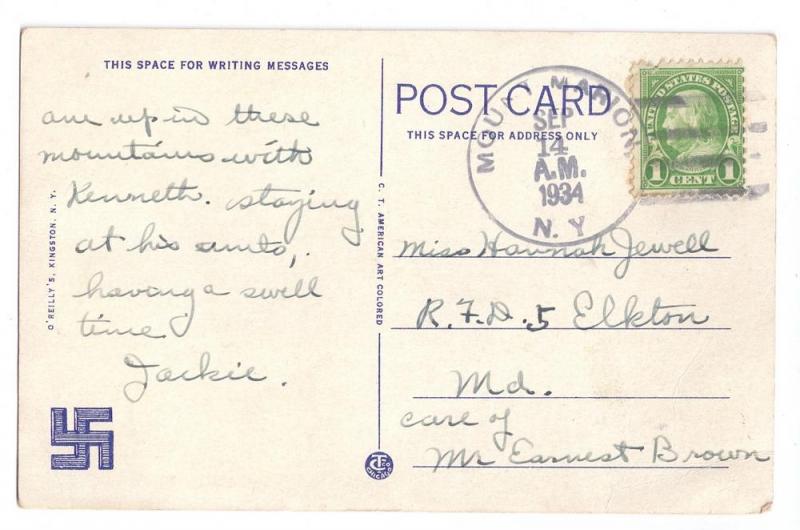 THIS SPACE FOR WRITING MESSAGES
am up in these
mountains with
Kenneth. staying
at his aunts,
having a swell
time
Jackie.
O'REILLY'S, KINGSTON, N. Y.
C. T. AMERICAN ART COLORED
POST CARD
THIS SPACE FOR ADDRESS ONLY
MOUNT MARION
SEP
14
A.M.
1934
N. Y
UNITED STATES POSTAGE
1 1
CENT
Miss Hannah Jewell
R.F.D. 5 Elkton
Md.
care of
Mr Earnest Brown
CHICAGO